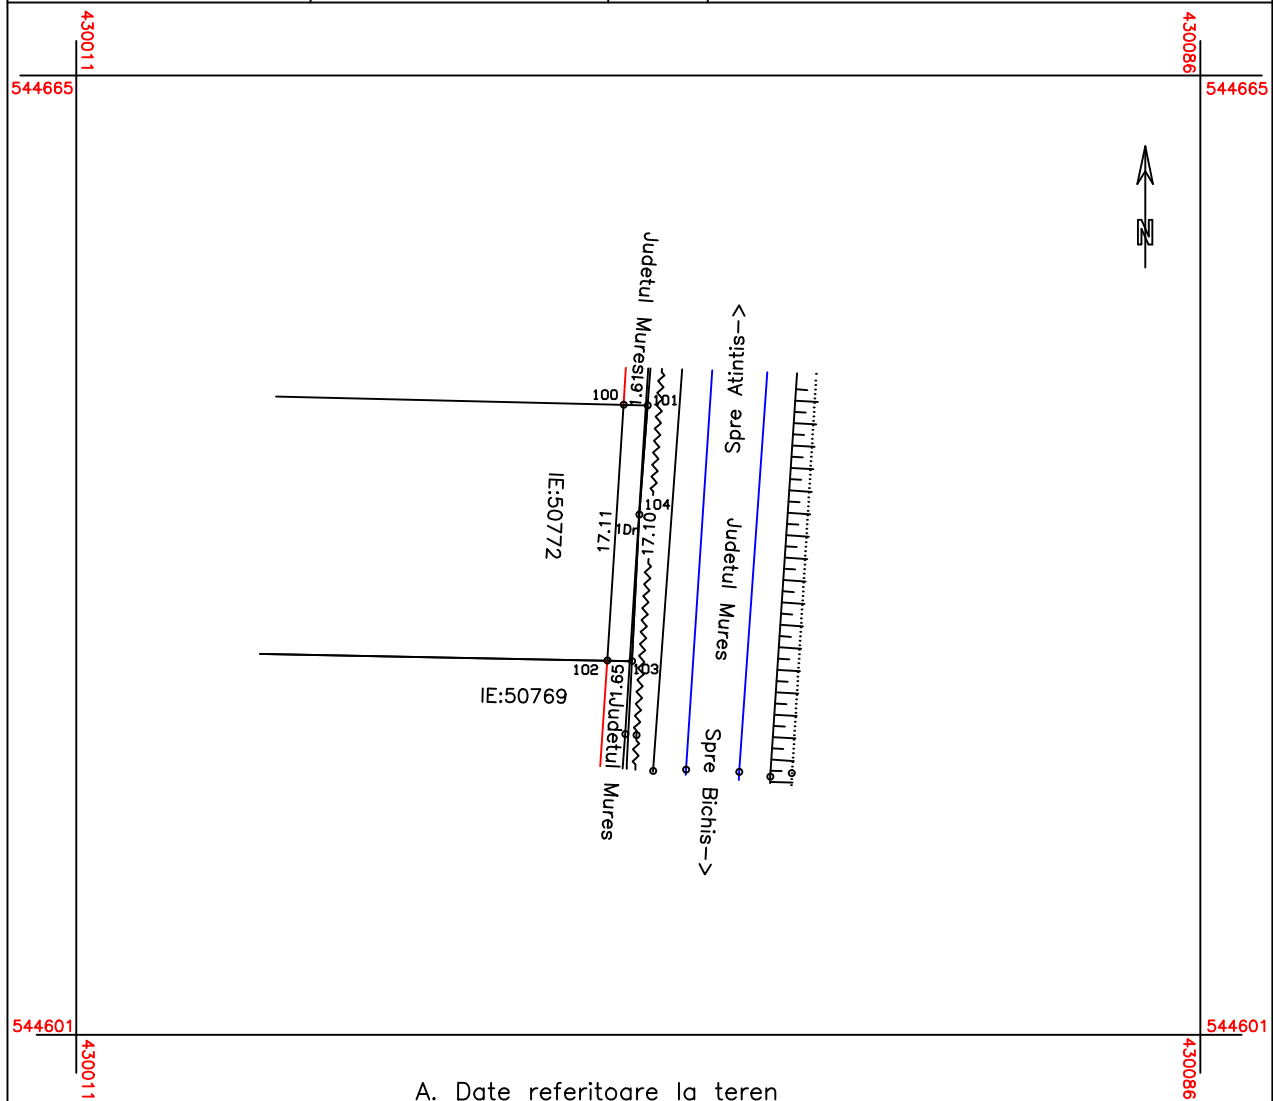 430011
430086
544665
544665
N
Judetul Mures
Spre Atintis-->
100
1.61
101
104
IE:50772
17.11
1Dr
17.10
Judetul Mures
102
103
1.65
IE:50769
Judetul Mures
Spre Bichis-->
544601
544601
430011
430086
A. Date referitoare la teren